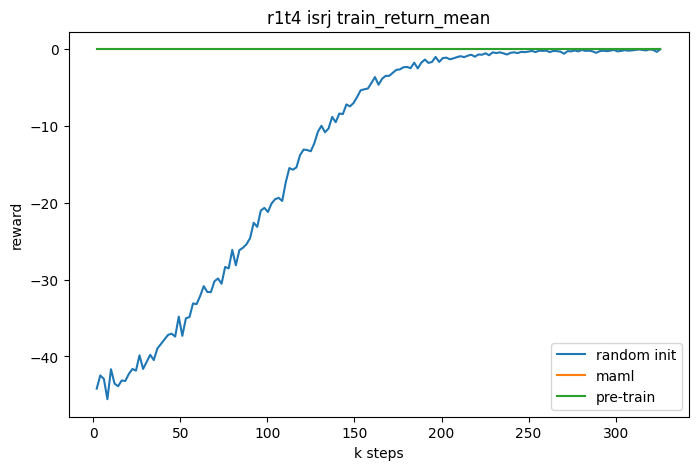 r1t4 isrj train_return_mean
reward
0
−10
−20
−30
−40
0 50 100 150 200 250 300
k steps
random init
maml
pre-train